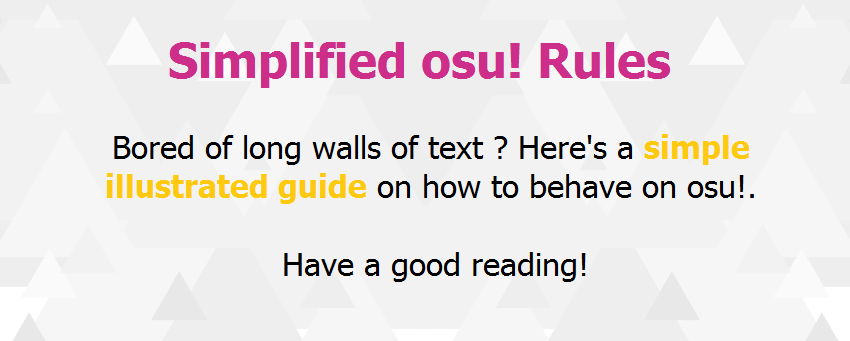 Simplified osu! Rules
Bored of long walls of text ? Here's a simple
illustrated guide on how to behave on osu!.
Have a good reading!